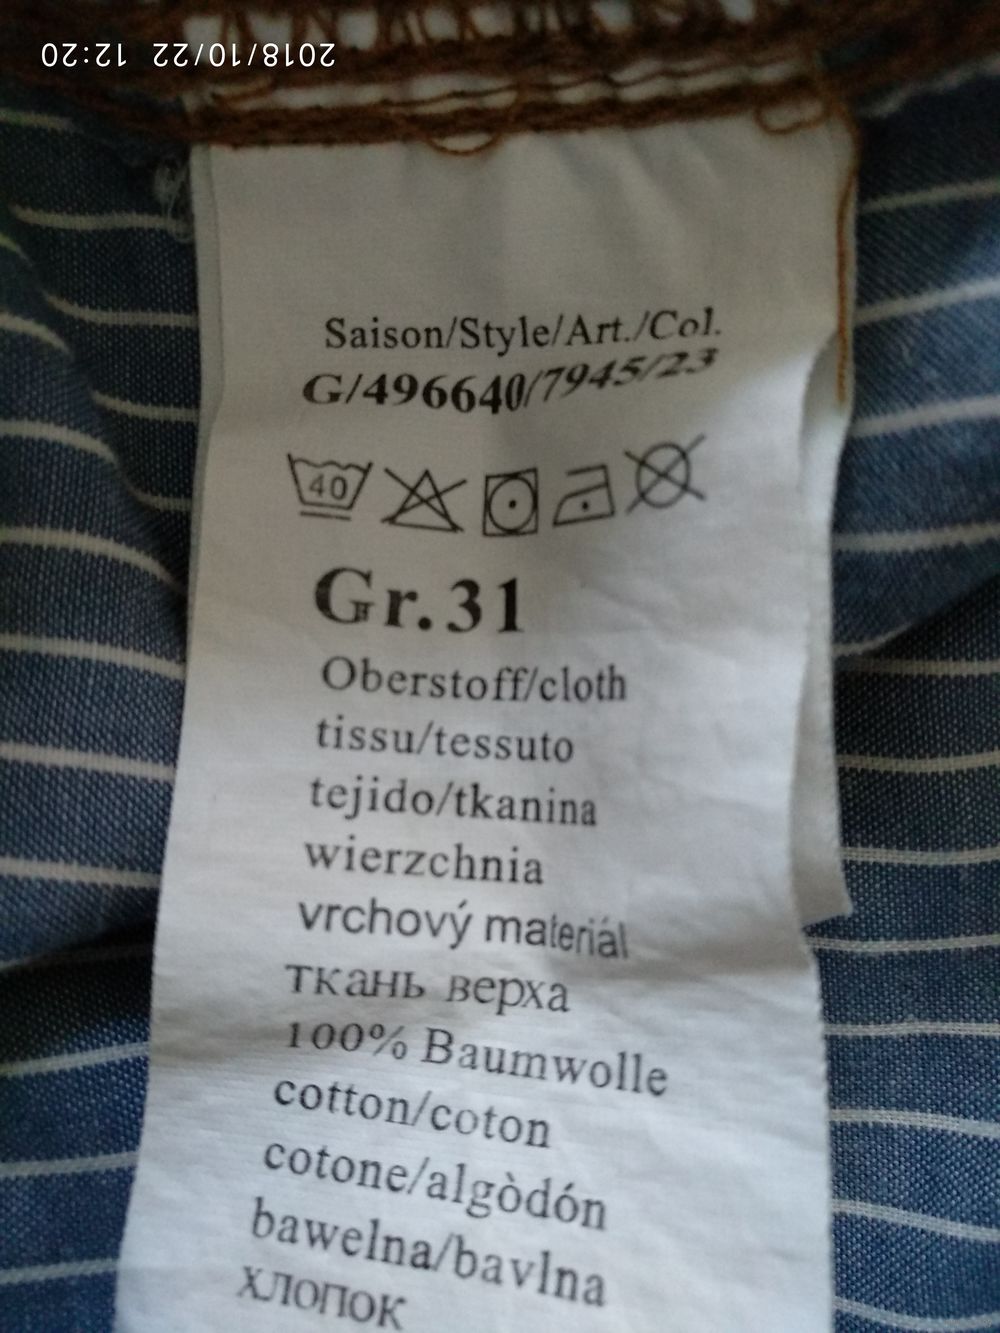 2018/10/22 12:20
Saison/Style/Art./Col.
G/496640/7945/23
40
Gr.31
Oberstoff/cloth
tissu/tessuto
tejido/tkanina
wierzchnia
vrchový materiál
ткань верха
100% Baumwolle
cotton/coton
cotone/algòdón
bawelna/bavlna
хлопок